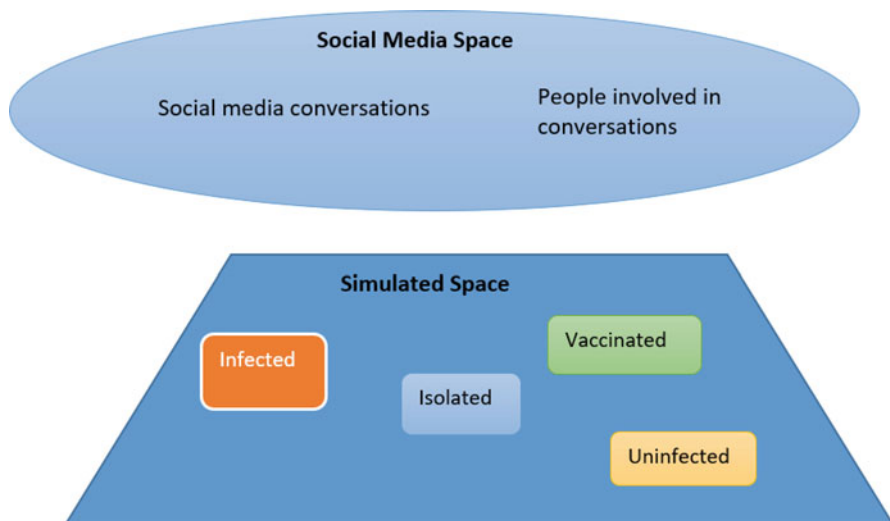 Social Media Space
Social media conversations
People involved in
conversations
Simulated Space
Infected
Vaccinated
Isolated
Uninfected